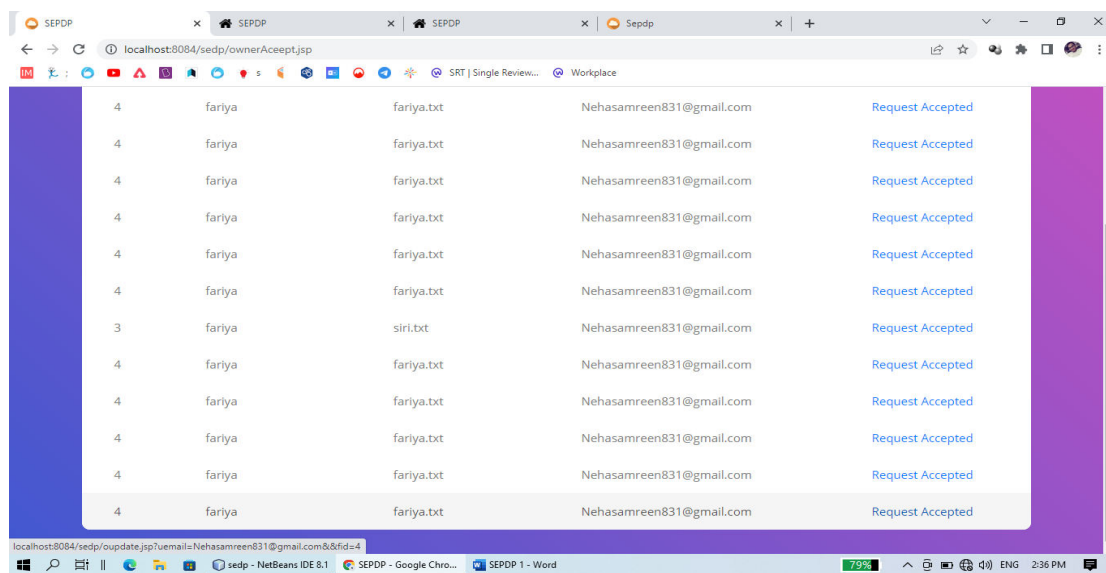 SEPDP SEPDP SEPDP Sepdp
localhost:8084/sedp/ownerAceept.jsp
IM s SRT | Single Review... Workplace
4 fariya fariya.txt Nehasamreen831@gmail.com Request Accepted
4 fariya fariya.txt Nehasamreen831@gmail.com Request Accepted
4 fariya fariya.txt Nehasamreen831@gmail.com Request Accepted
4 fariya fariya.txt Nehasamreen831@gmail.com Request Accepted
4 fariya fariya.txt Nehasamreen831@gmail.com Request Accepted
4 fariya fariya.txt Nehasamreen831@gmail.com Request Accepted
3 fariya siri.txt Nehasamreen831@gmail.com Request Accepted
4 fariya fariya.txt Nehasamreen831@gmail.com Request Accepted
4 fariya fariya.txt Nehasamreen831@gmail.com Request Accepted
4 fariya fariya.txt Nehasamreen831@gmail.com Request Accepted
4 fariya fariya.txt Nehasamreen831@gmail.com Request Accepted
4 fariya fariya.txt Nehasamreen831@gmail.com Request Accepted
localhost:8084/sedp/oupdate.jsp?uemail=Nehasamreen831@gmail.com&&fid=4
sedp - NetBeans IDE 8.1 SEPDP - Google Chro... SEPDP 1 - Word 79% ENG 2:36 PM